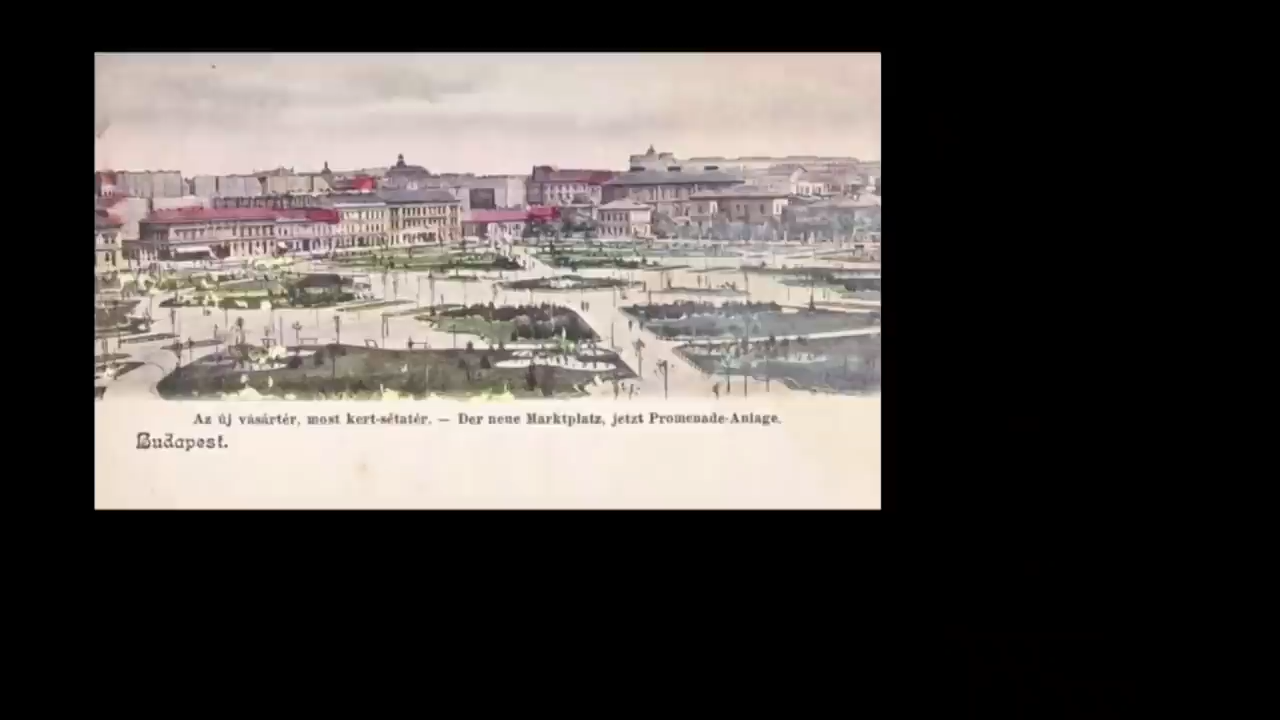 Az új vásártér, most kert-sétatér. — Der neue Marktplatz, jetzt Promenade-Anlage.
Budapest.